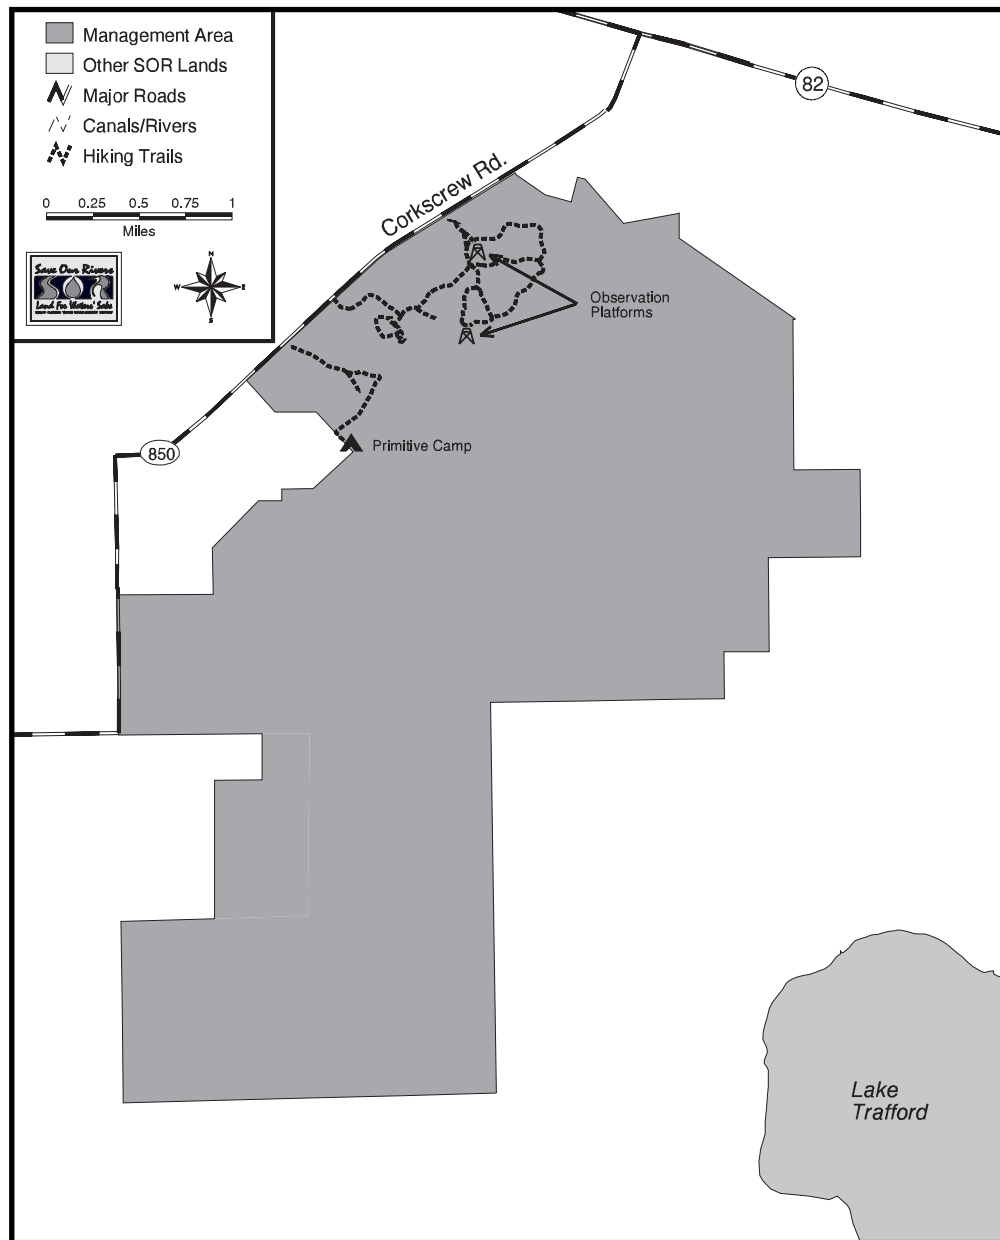 Management Area
Other SOR Lands
Major Roads
Canals/Rivers
Hiking Trails
0 0.25 0.5 0.75 1
Miles
Save Our Rivers
SOR
Land For Waters' Sake
N
W E
S
82
Corkscrew Rd.
Observation
Platforms
Primitive Camp
850
Lake
Trafford